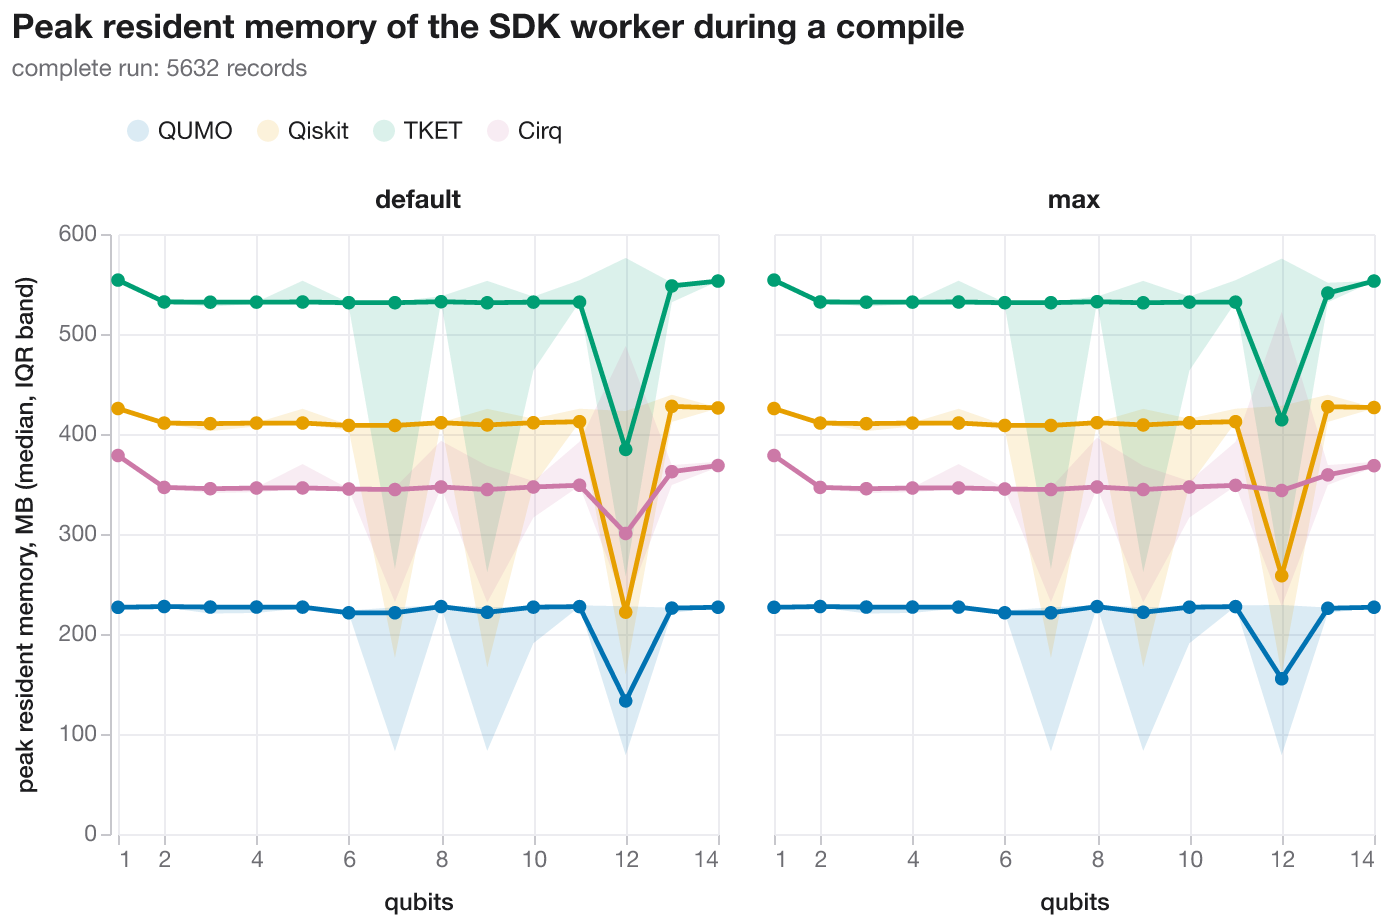 Peak resident memory of the SDK worker during a compile
complete run: 5632 records
QUMO Qiskit TKET Cirq
default
max
peak resident memory, MB (median, IQR band)
600
500
400
300
200
100
0
1 2 4 6 8 10 12 14
1 2 4 6 8 10 12 14
qubits
qubits